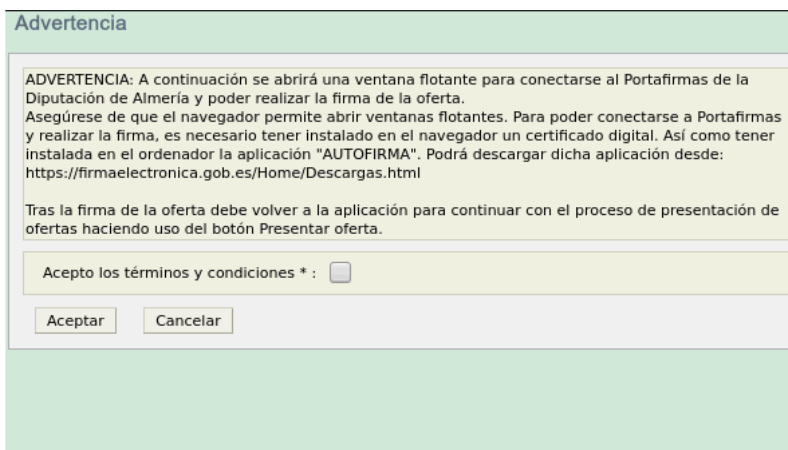 Advertencia
ADVERTENCIA: A continuación se abrirá una ventana flotante para conectarse al Portafirmas de la
Diputación de Almería y poder realizar la firma de la oferta.
Asegúrese de que el navegador permite abrir ventanas flotantes. Para poder conectarse a Portafirmas
y realizar la firma, es necesario tener instalado en el navegador un certificado digital. Así como tener
instalada en el ordenador la aplicación "AUTOFIRMA". Podrá descargar dicha aplicación desde:
https://firmaelectronica.gob.es/Home/Descargas.html
Tras la firma de la oferta debe volver a la aplicación para continuar con el proceso de presentación de
ofertas haciendo uso del botón Presentar oferta.
Acepto los términos y condiciones * :
Aceptar Cancelar